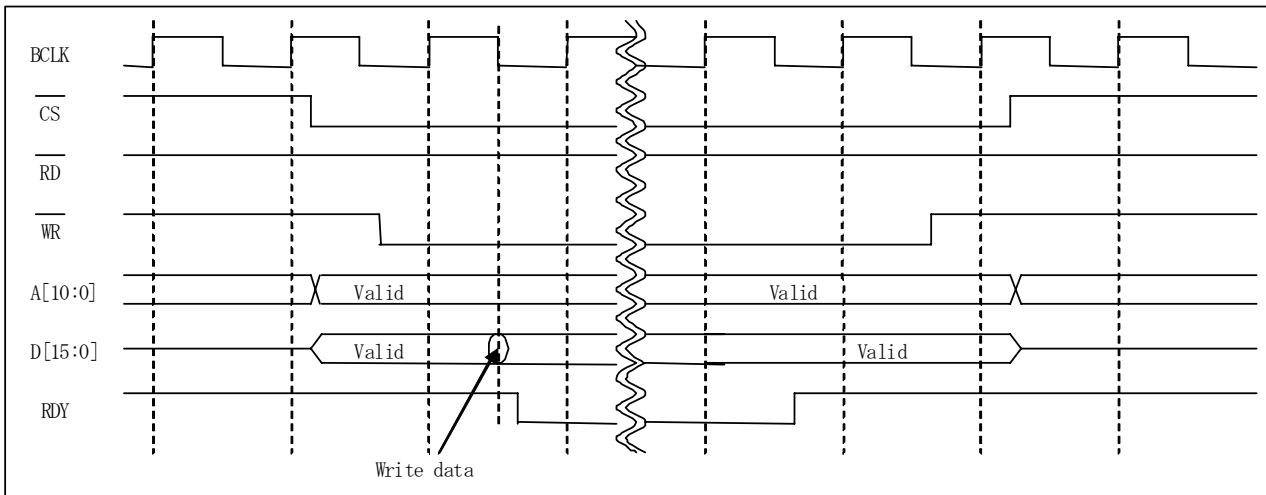 BCLK
CS
RD
WR
A[10:0] Valid Valid
D[15:0] Valid Valid
RDY
Write data